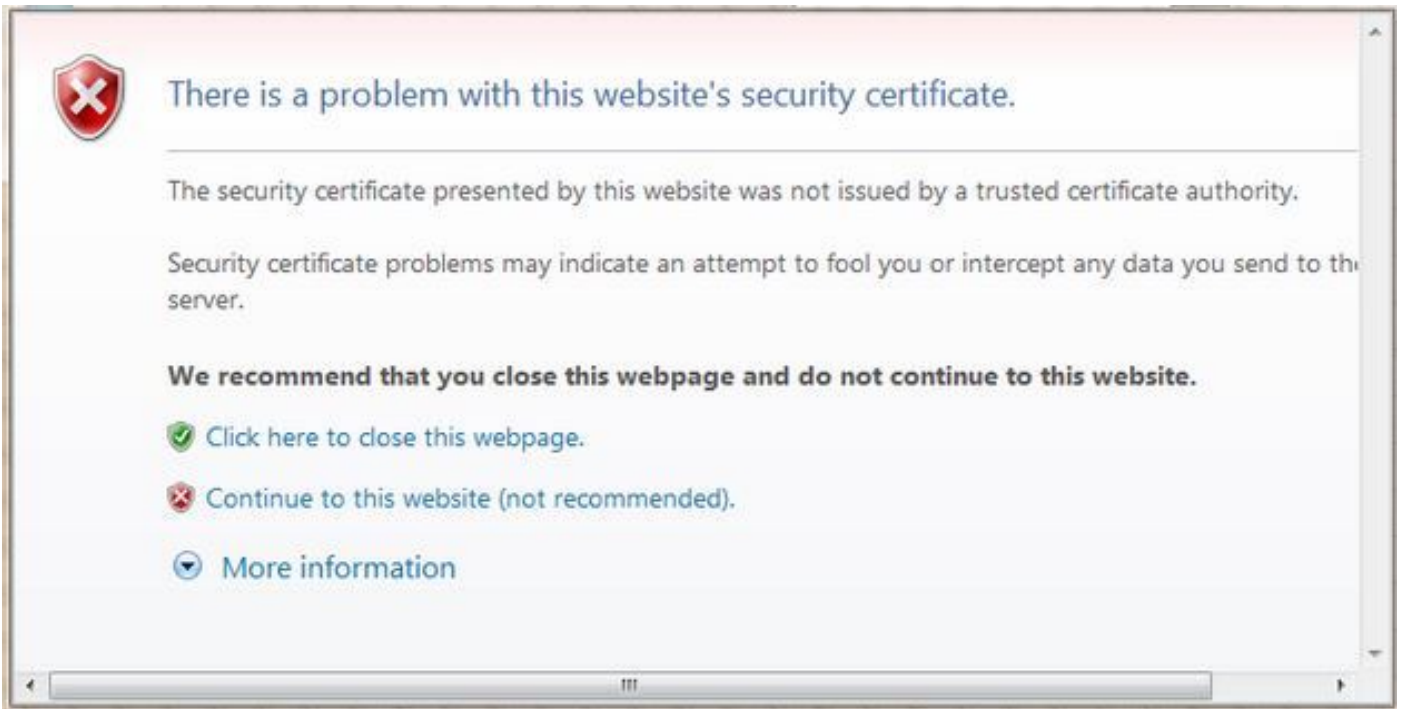 There is a problem with this website's security certificate.
The security certificate presented by this website was not issued by a trusted certificate authority.
Security certificate problems may indicate an attempt to fool you or intercept any data you send to
server.
We recommend that you close this webpage and do not continue to this website.
Click here to close this webpage.
Continue to this website (not recommended).
More information